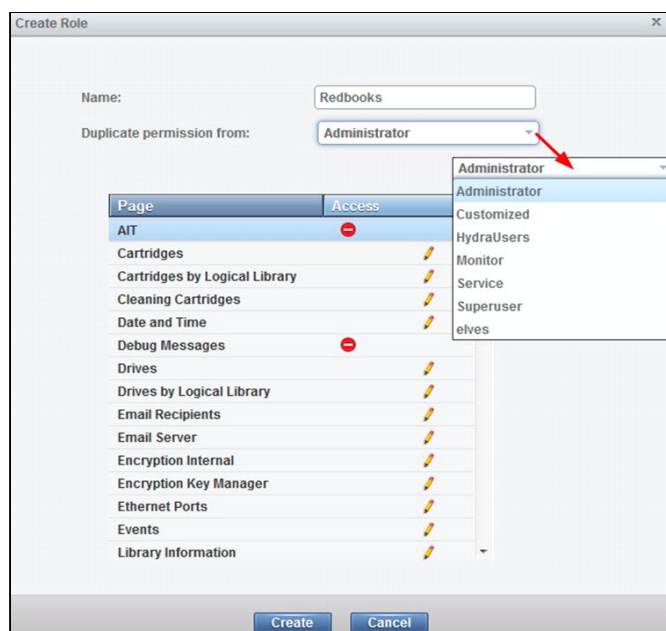 Create Role
Name:
Redbooks
Duplicate permission from:
Administrator
Administrator
Administrator
Customized
HydraUsers
Monitor
Service
Superuser
elves
Page Access
AIT
Cartridges
Cartridges by Logical Library
Cleaning Cartridges
Date and Time
Debug Messages
Drives
Drives by Logical Library
Email Recipients
Email Server
Encryption Internal
Encryption Key Manager
Ethernet Ports
Events
Library Information
Create Cancel